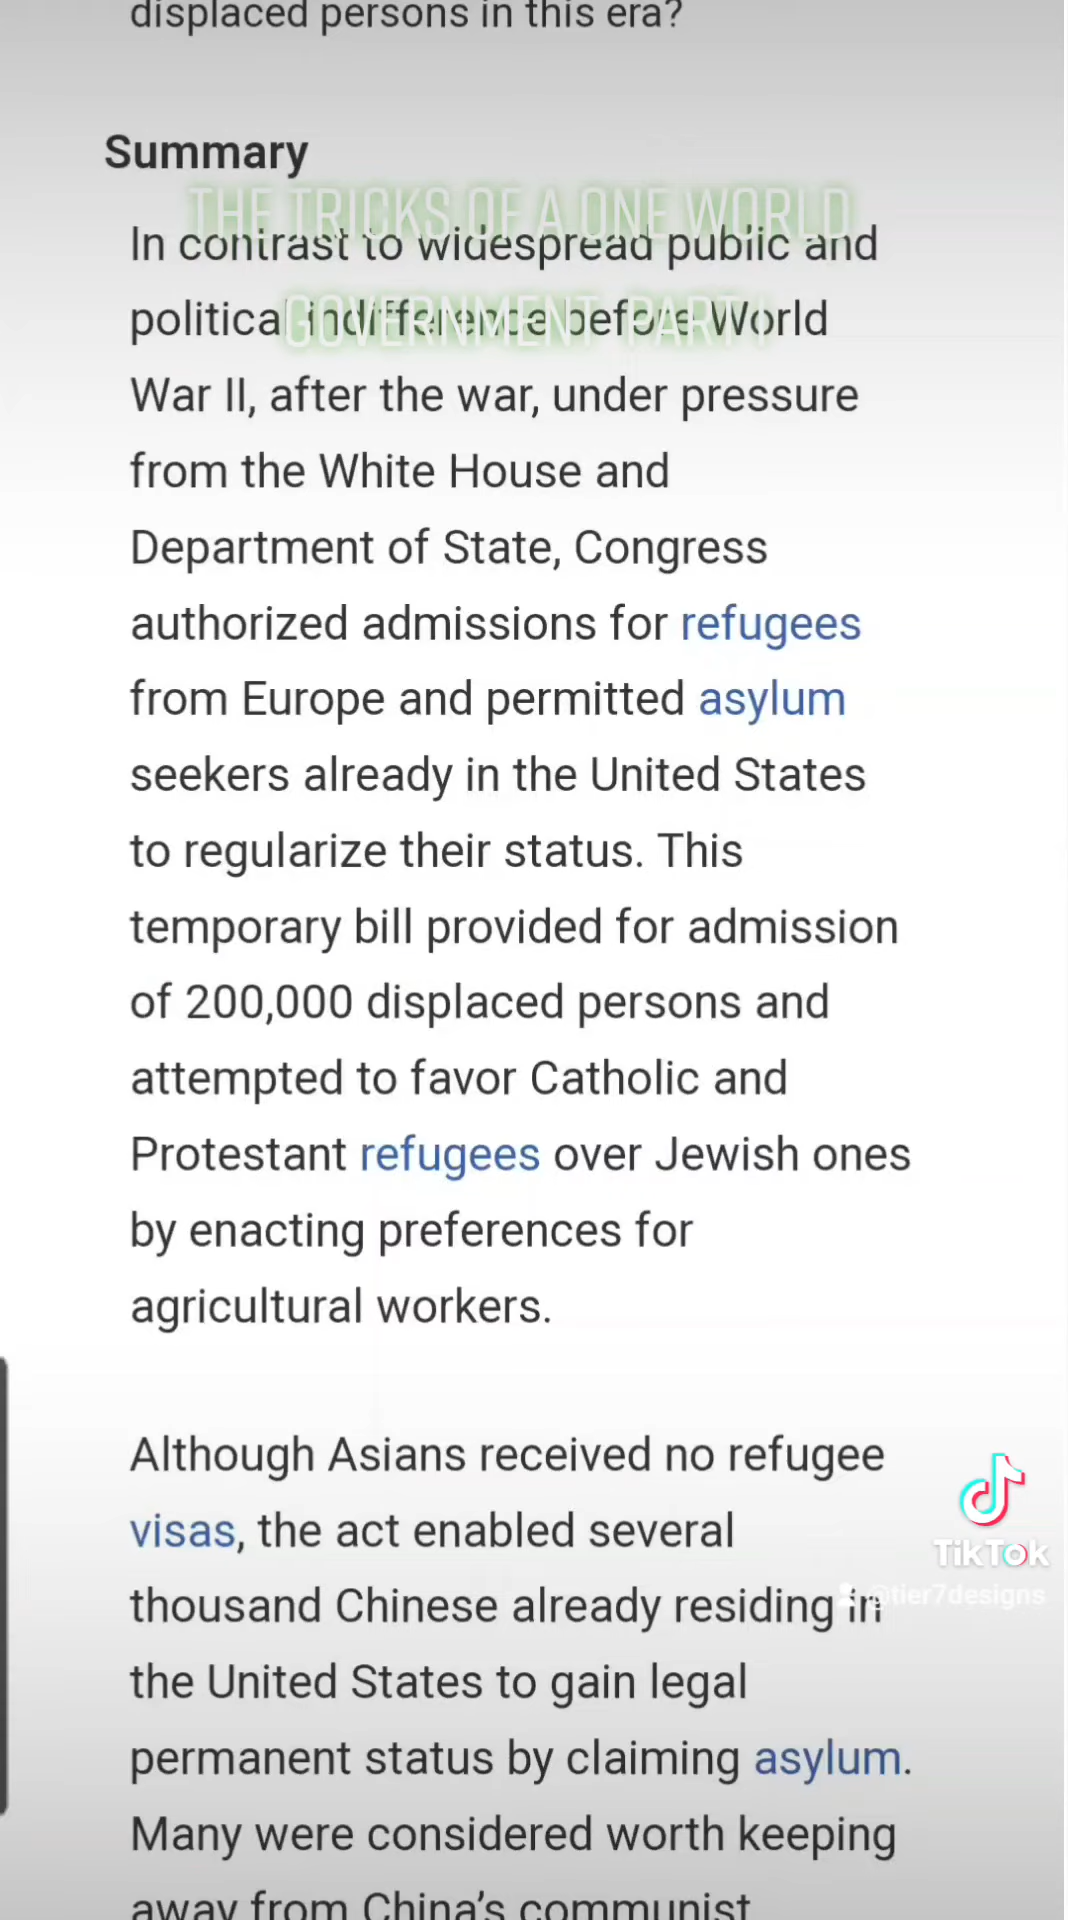 displaced persons in this era?
Summary
THE TRICKS OF A ONE WORLD
GOVERNMENT PART 1
In contrast to widespread public and
political indifference before World
War II, after the war, under pressure
from the White House and
Department of State, Congress
authorized admissions for refugees
from Europe and permitted asylum
seekers already in the United States
to regularize their status. This
temporary bill provided for admission
of 200,000 displaced persons and
attempted to favor Catholic and
Protestant refugees over Jewish ones
by enacting preferences for
agricultural workers.
Although Asians received no refugee
visas, the act enabled several
thousand Chinese already residing in
the United States to gain legal
permanent status by claiming asylum.
Many were considered worth keeping
away from China's communist
TikTok
@tier7designs